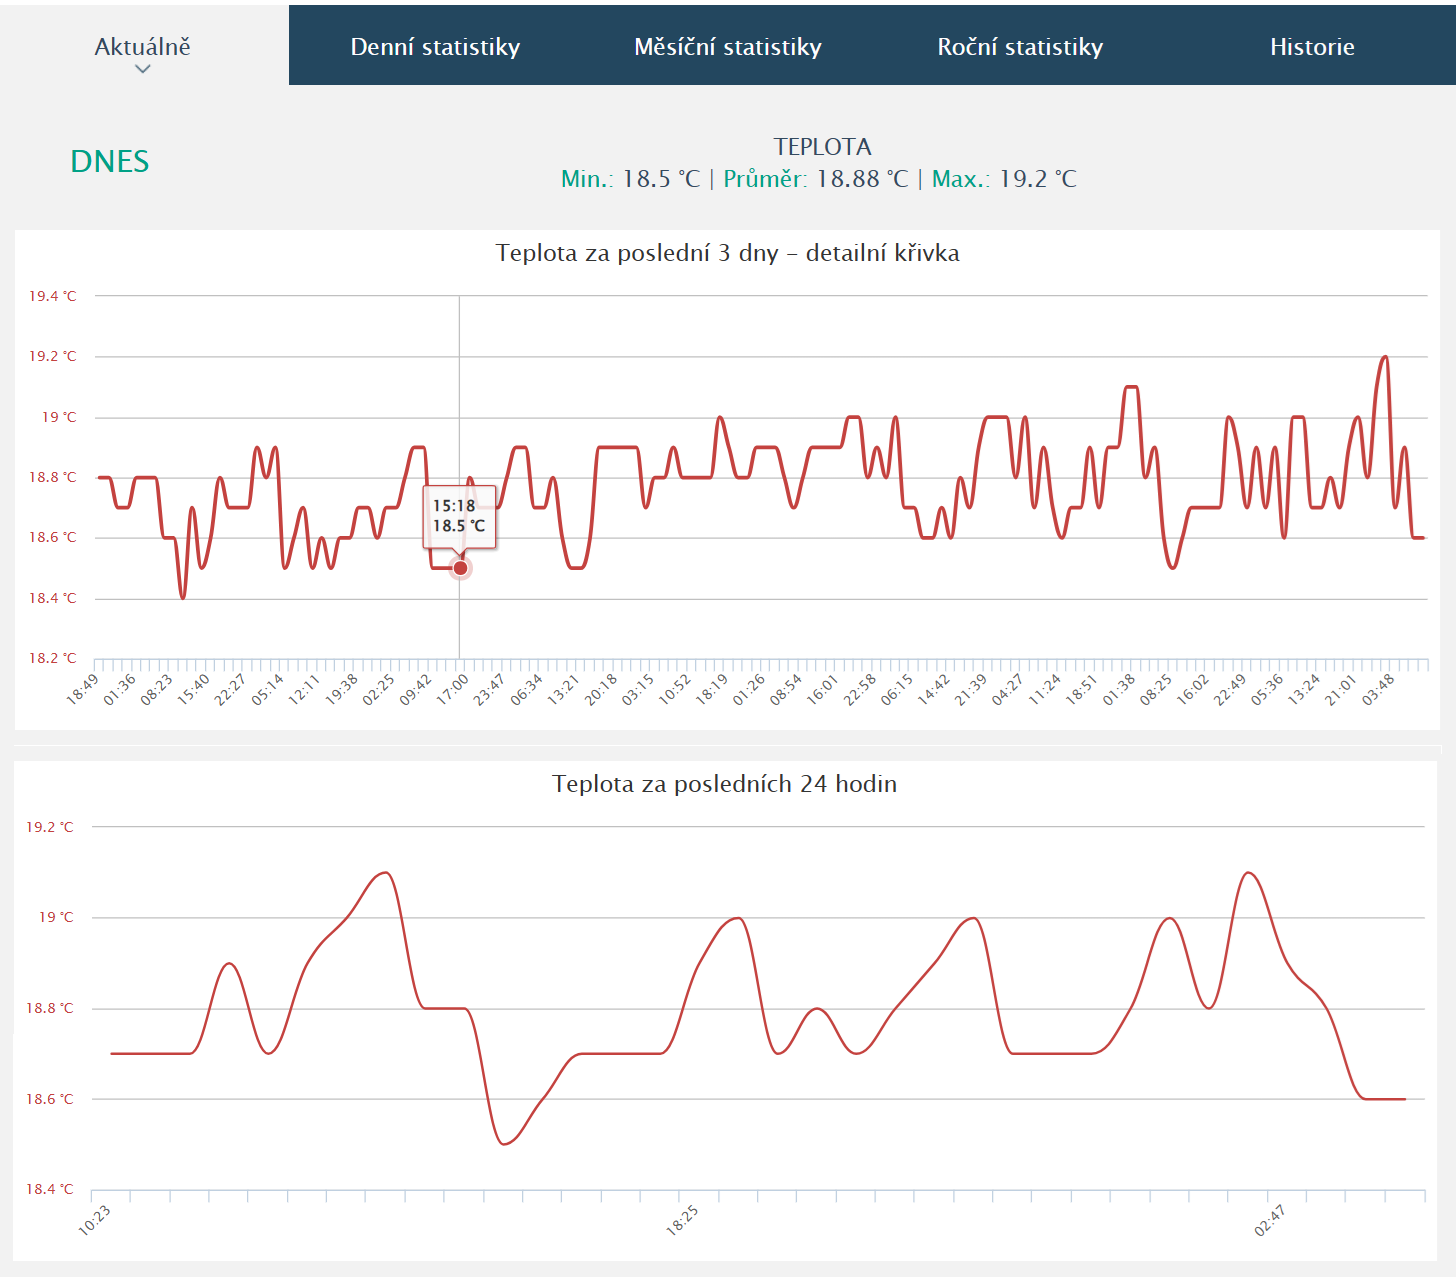 Aktuálně
Denní statistiky
Měsíční statistiky
Roční statistiky
Historie
DNES
TEPLOTA
Min.: 18.5 °C | Průměr: 18.88 °C | Max.: 19.2 °C
Teplota za poslední 3 dny – detailní křivka
19.4 °C
19.2 °C
19 °C
18.8 °C
18.6 °C
18.4 °C
18.2 °C
15:18
18.5 °C
18:49
01:36
08:23
15:40
22:27
05:14
12:11
19:38
02:25
09:42
17:00
23:47
06:34
13:21
20:18
03:15
10:52
18:19
01:26
08:54
16:01
22:58
06:15
14:42
21:39
04:27
11:24
18:51
01:38
08:25
16:02
22:49
05:36
13:24
21:01
03:48
Teplota za posledních 24 hodin
19.2 °C
19 °C
18.8 °C
18.6 °C
18.4 °C
10:23
18:25
02:47